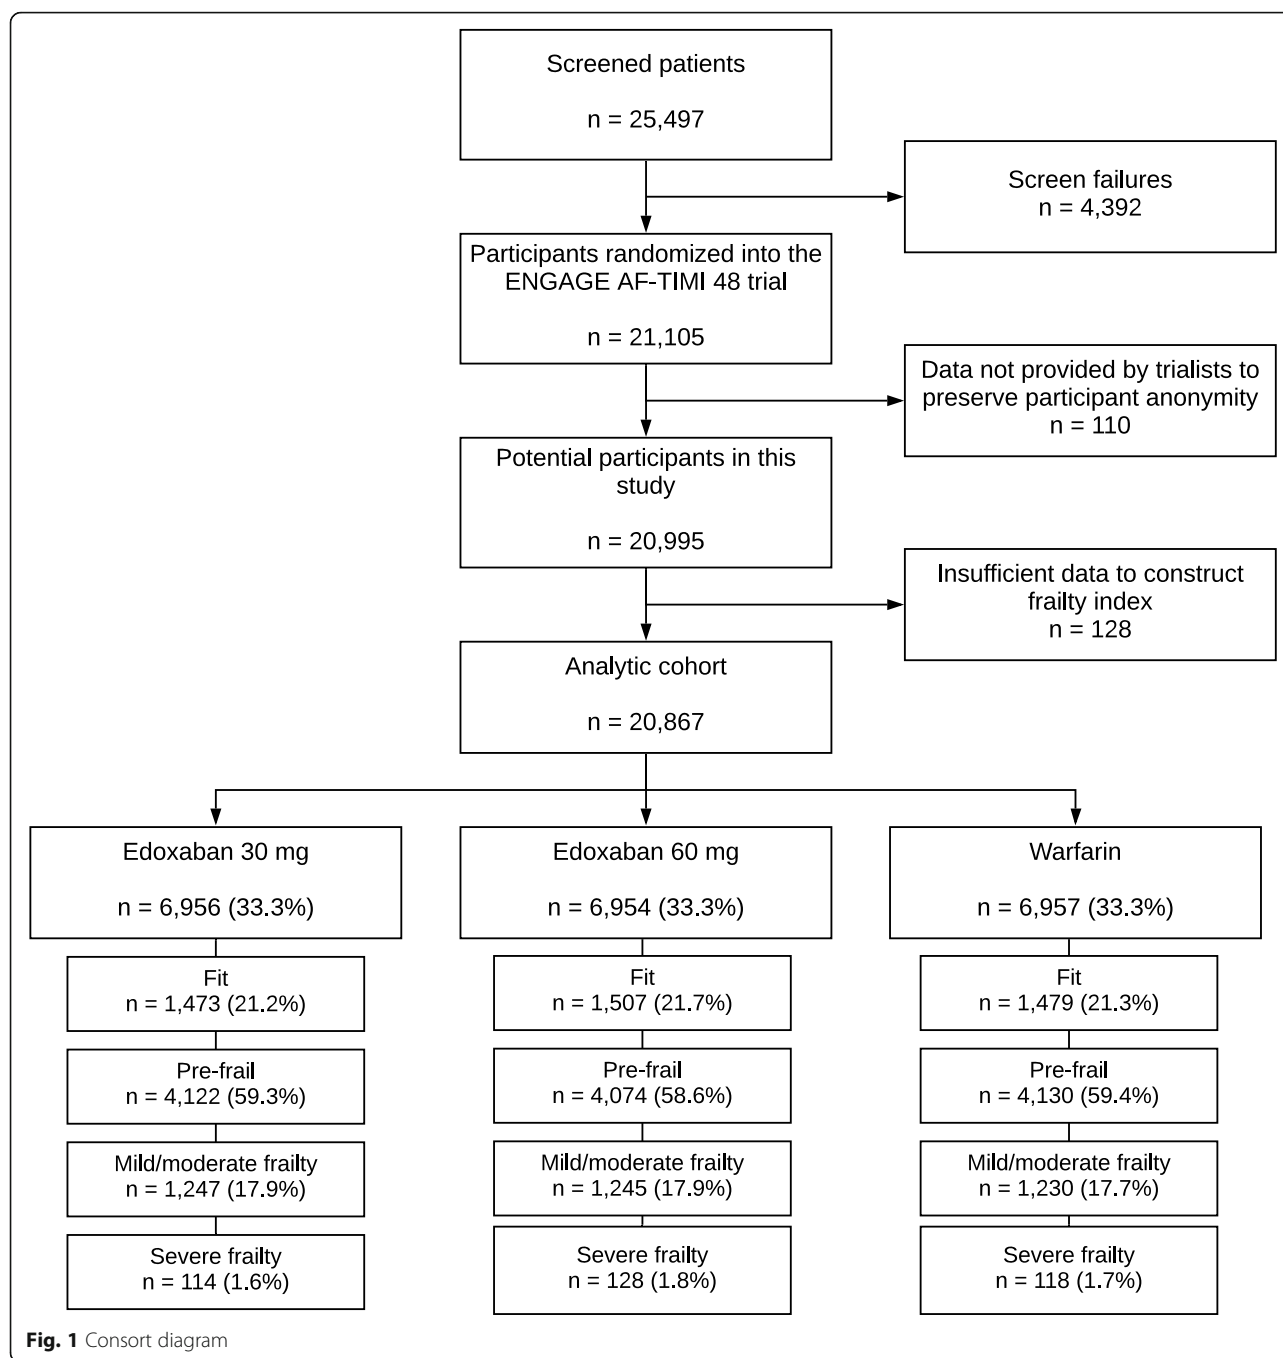 Screened patients
n = 25,497
Screen failures
n = 4,392
Participants randomized into the
ENGAGE AF-TIMI 48 trial
n = 21,105
Data not provided by trialists to
preserve participant anonymity
n = 110
Potential participants in this
study
n = 20,995
Insufficient data to construct
frailty index
n = 128
Analytic cohort
n = 20,867
Edoxaban 30 mg
n = 6,956 (33.3%)
Fit
n = 1,473 (21.2%)
Pre-frail
n = 4,122 (59.3%)
Mild/moderate frailty
n = 1,247 (17.9%)
Severe frailty
n = 114 (1.6%)
Edoxaban 60 mg
n = 6,954 (33.3%)
Fit
n = 1,507 (21.7%)
Pre-frail
n = 4,074 (58.6%)
Mild/moderate frailty
n = 1,245 (17.9%)
Severe frailty
n = 128 (1.8%)
Warfarin
n = 6,957 (33.3%)
Fit
n = 1,479 (21.3%)
Pre-frail
n = 4,130 (59.4%)
Mild/moderate frailty
n = 1,230 (17.7%)
Severe frailty
n = 118 (1.7%)
Fig. 1 Consort diagram